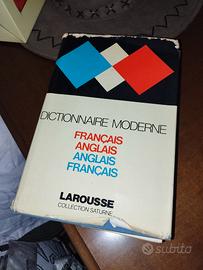 DICTIONNAIRE MODERNE
FRANÇAIS
ANGLAIS
ANGLAIS
FRANÇAIS
LAROUSSE
COLLECTION SATURNE
subito